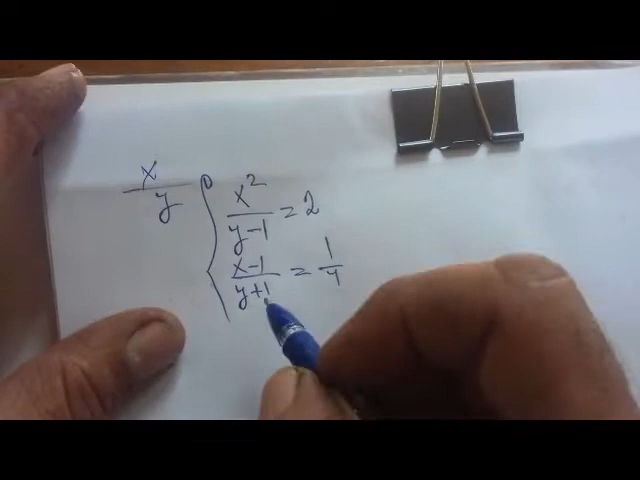 x/y
x²/(y-1) = 2
(x-1)/(y+1) = 1/4